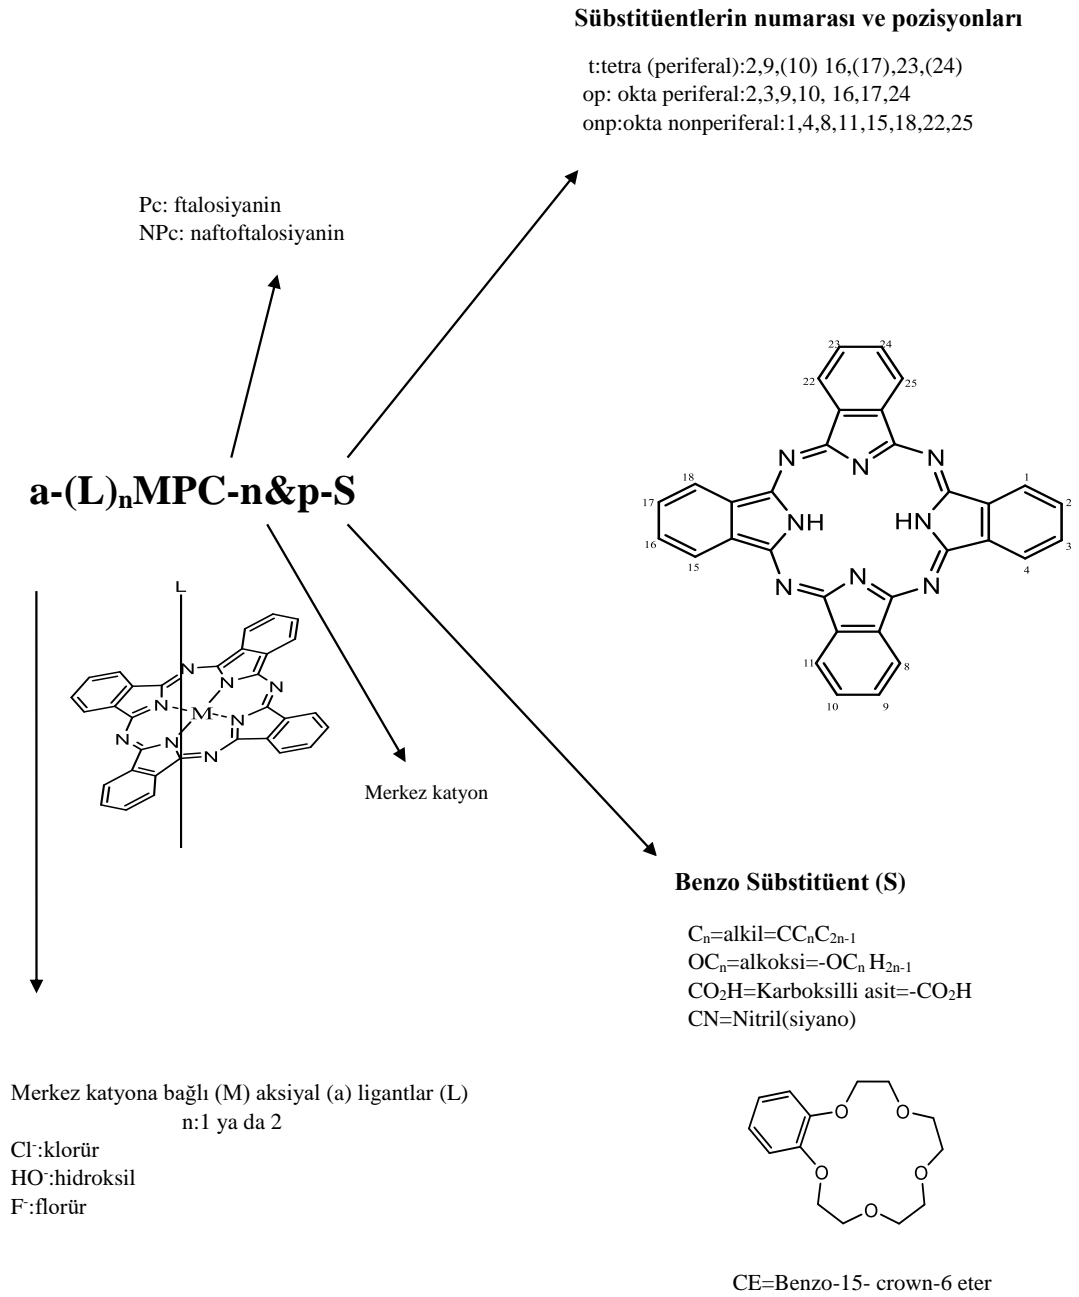 Sübstitüentlerin numarası ve pozisyonları
t:tetra (periferal):2,9,(10) 16,(17),23,(24)
op: okta periferal:2,3,9,10, 16,17,24
onp:okta nonperiferal:1,4,8,11,15,18,22,25
Pc: ftalosiyanin
NPc: naftoftalosiyanin
23
24
22
25
N
N
N
a-(L)nMPC-n&p-S
18
1
17
2
NH
HN
16
3
15
4
N
N
N
11
8
10
9
L
N
N
N
N
M
N
N
N
N
Merkez katyon
Benzo Sübstitüent (S)
Cn=alkil=CCnC2n-1
OCn=alkoksi=-OCn H2n-1
CO2H=Karboksilli asit=-CO2H
CN=Nitril(siyano)
Merkez katyona bağlı (M) aksiyal (a) ligantlar (L)
n:1 ya da 2
Cl-:klorür
HO-:hidroksil
F-:florür
O
O
O
O
O
CE=Benzo-15- crown-6 eter